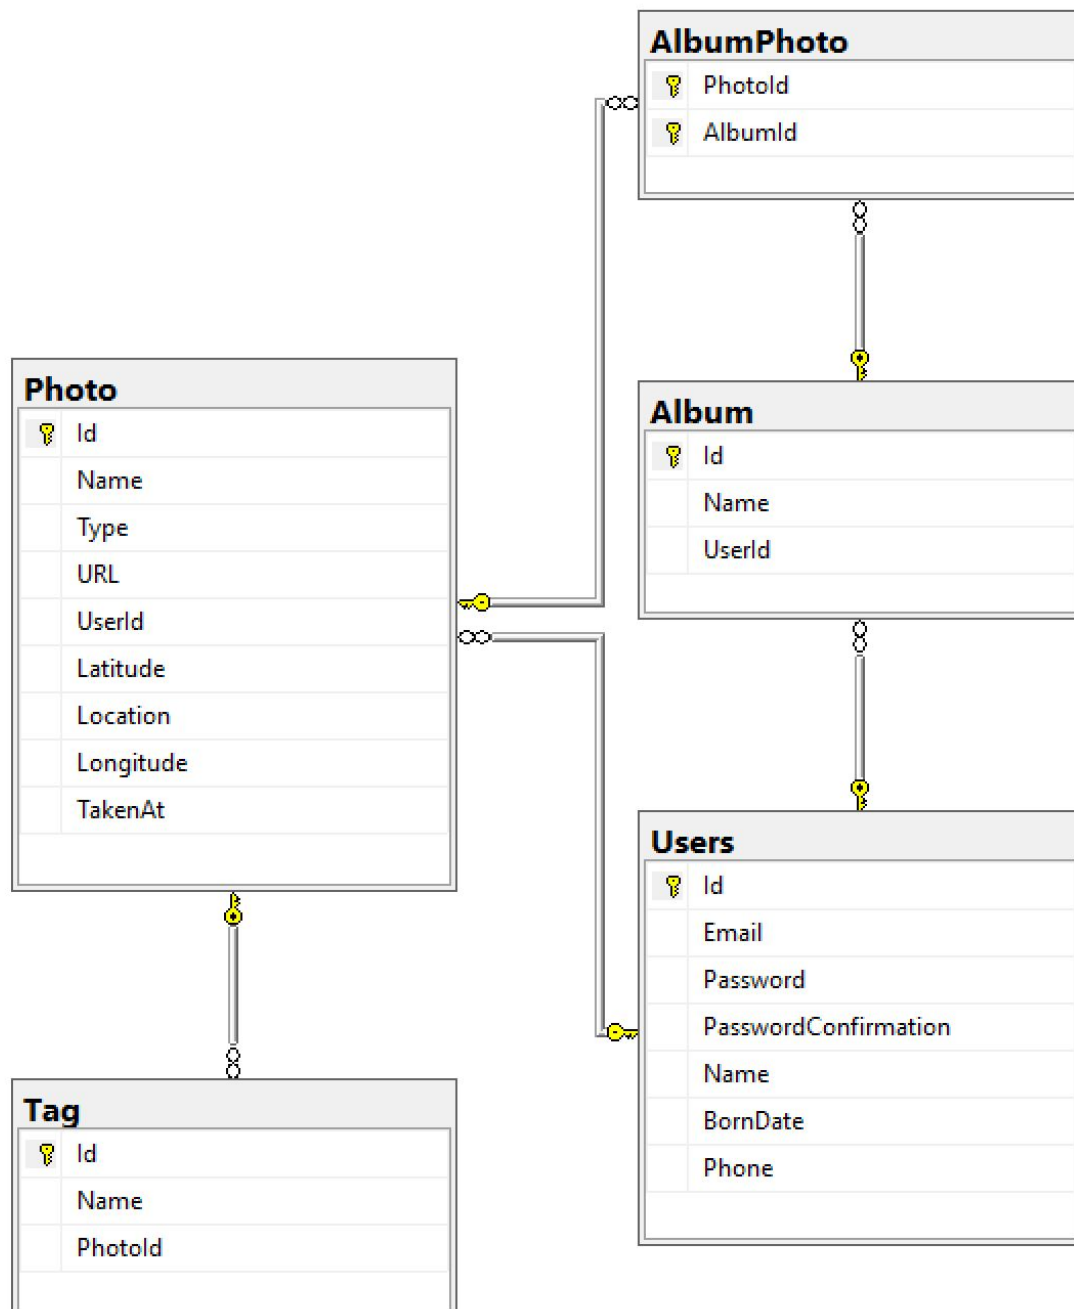 AlbumPhoto
PhotoId
AlbumId
Photo
Id
Name
Type
URL
UserId
Latitude
Location
Longitude
TakenAt
Album
Id
Name
UserId
Users
Id
Email
Password
PasswordConfirmation
Name
BornDate
Phone
Tag
Id
Name
PhotoId